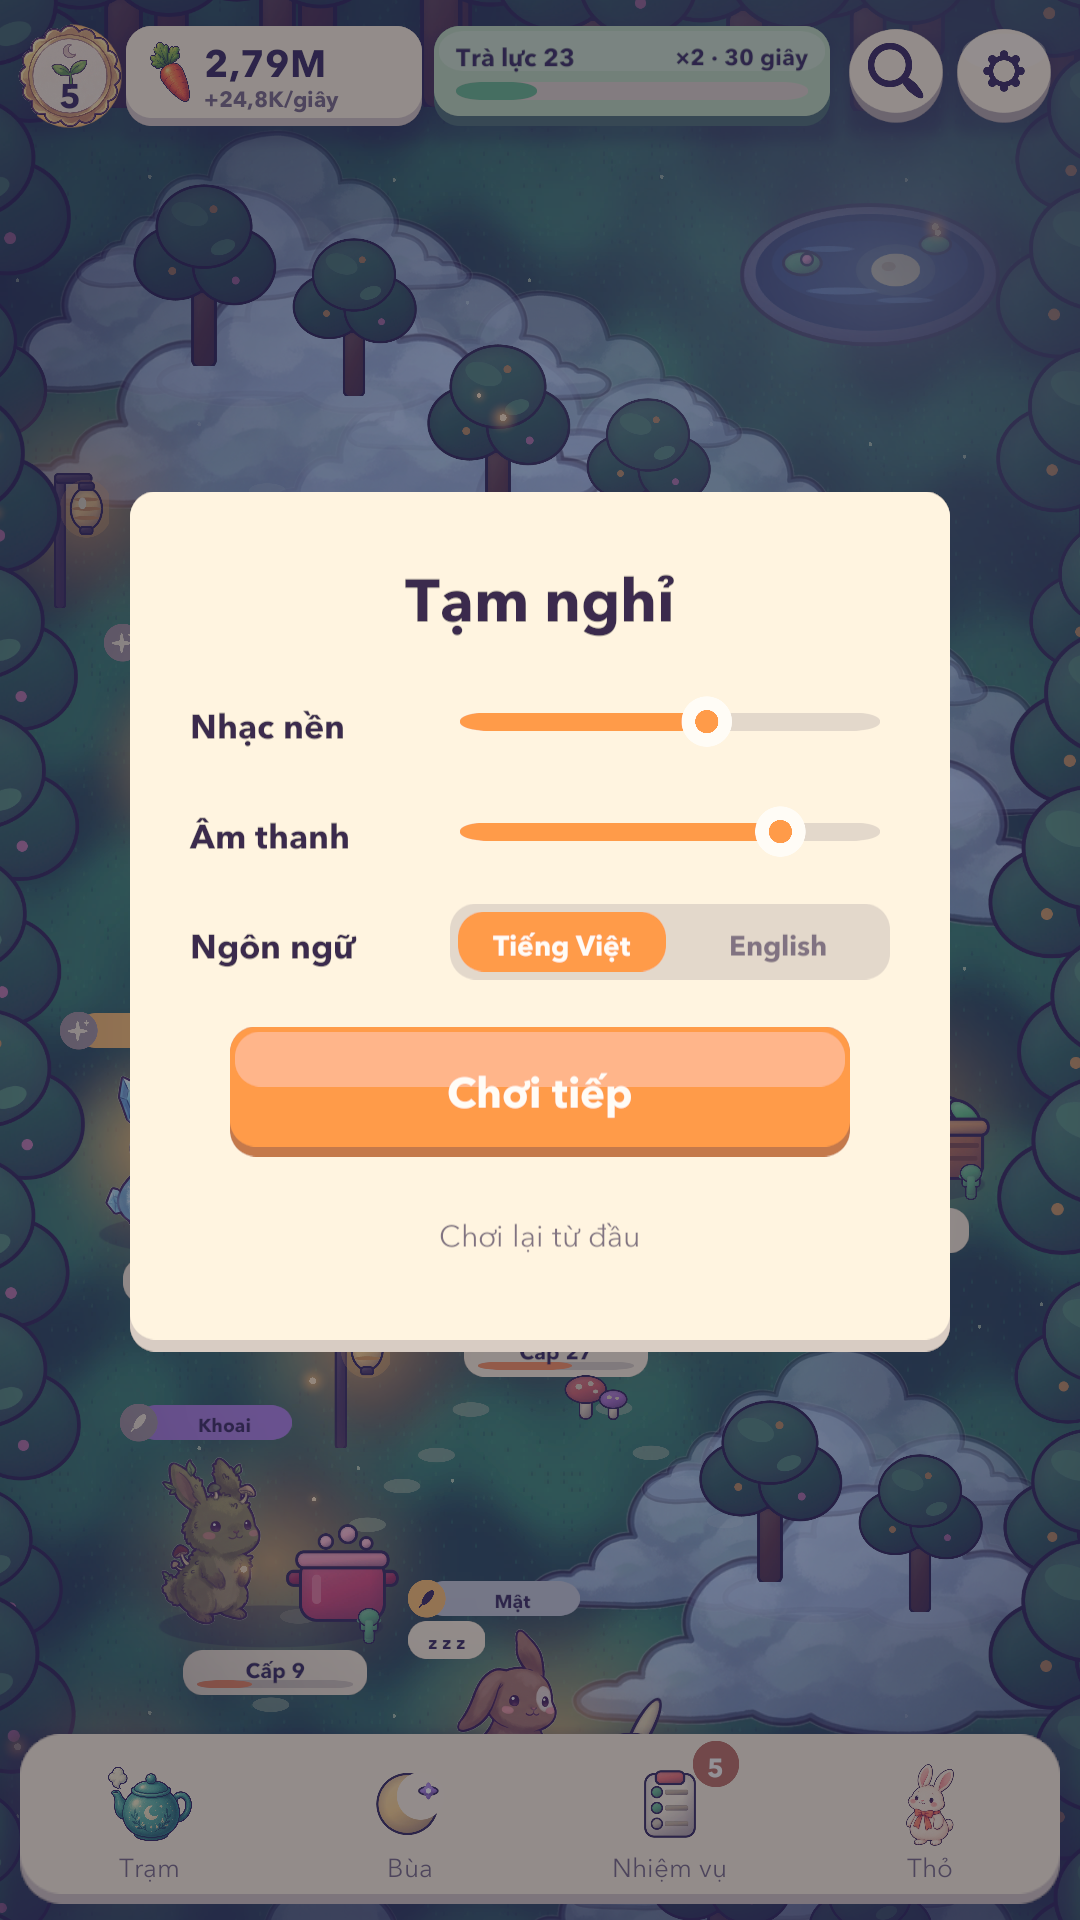 5
2,79M
+24,8K/giây
Trà lực 23
×2 · 30 giây
Tạm nghỉ
Nhạc nền
Âm thanh
Ngôn ngữ
Tiếng Việt
English
Chơi tiếp
Chơi lại từ đầu
Cấp 27
Khoai
Mật
z z z
Cấp 9
5
Trạm
Bùa
Nhiệm vụ
Thỏ